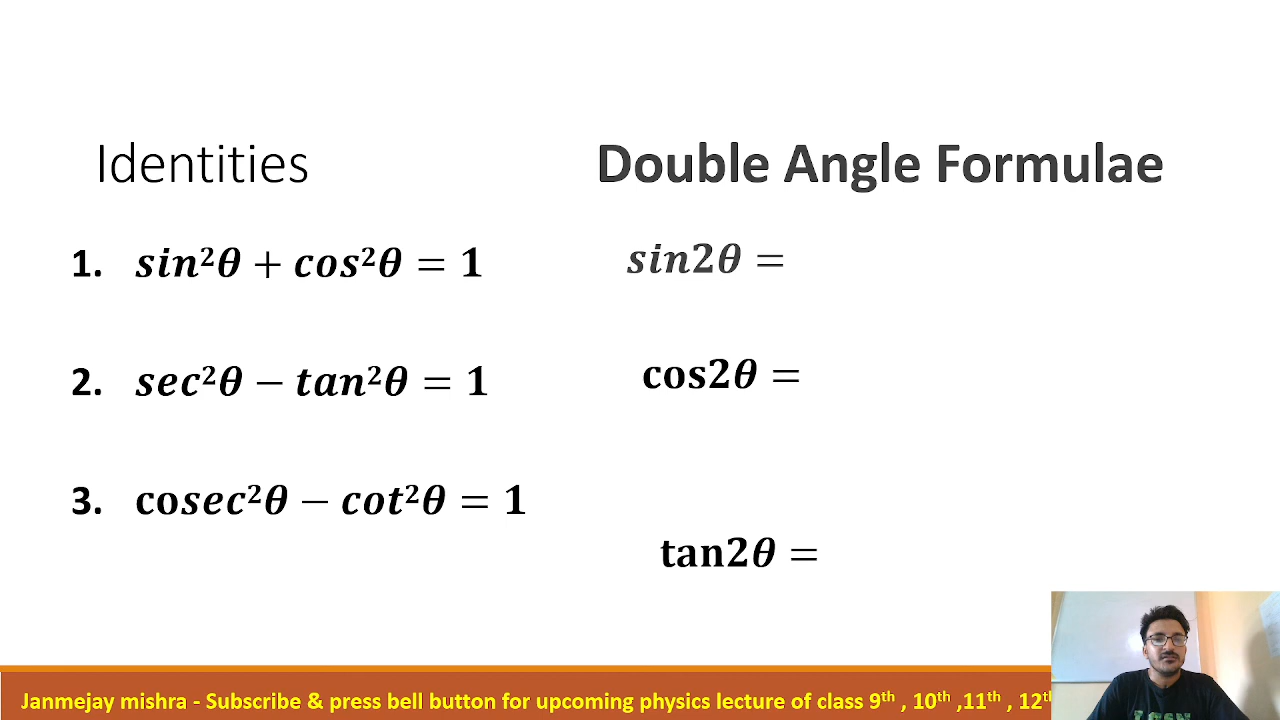 Identities
Double Angle Formulae
1. sin²θ + cos²θ = 1
sin2θ =
2. sec²θ − tan²θ = 1
cos2θ =
3. cosec²θ − cot²θ = 1
tan2θ =
Janmejay mishra - Subscribe & press bell button for upcoming physics lecture of class 9th , 10th ,11th , 12th